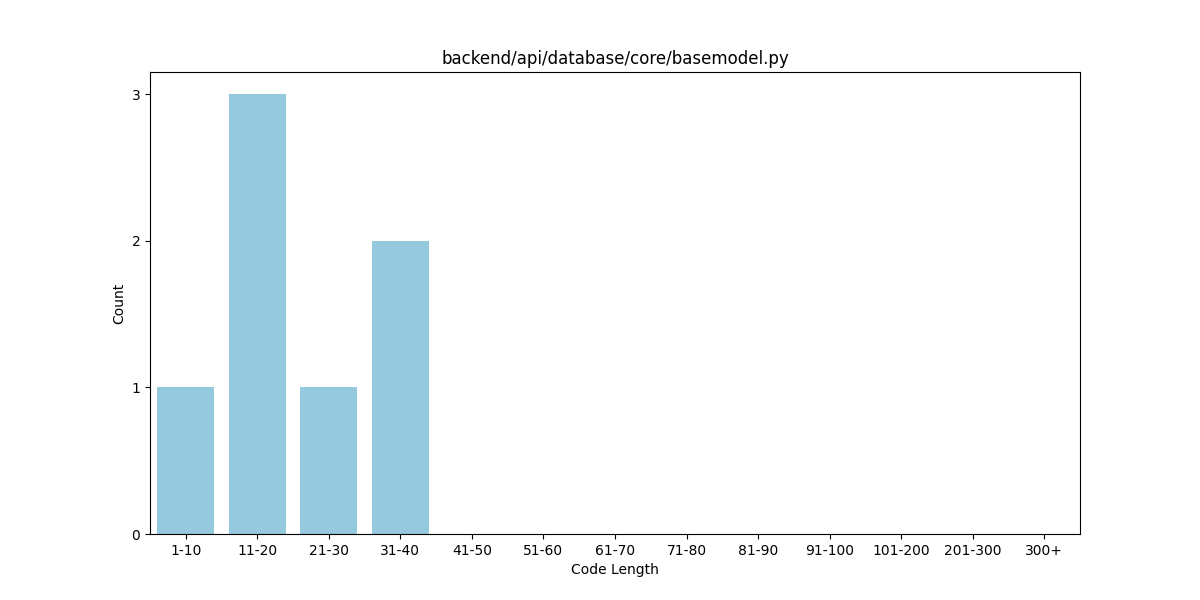 backend/api/database/core/basemodel.py
3
2
1
0
Count
1-10 11-20 21-30 31-40 41-50 51-60 61-70 71-80 81-90 91-100 101-200 201-300 300+
Code Length